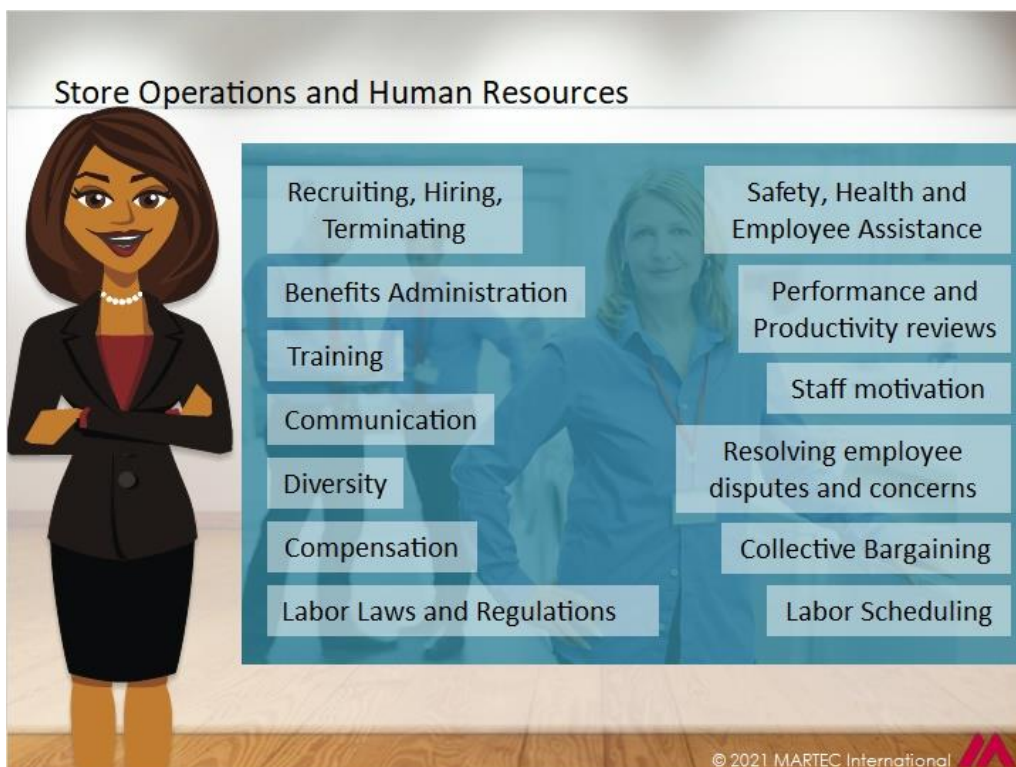 Store Operations and Human Resources
Recruiting, Hiring,
Terminating
Benefits Administration
Training
Communication
Diversity
Compensation
Labor Laws and Regulations
Safety, Health and
Employee Assistance
Performance and
Productivity reviews
Staff motivation
Resolving employee
disputes and concerns
Collective Bargaining
Labor Scheduling
© 2021 MARTEC International